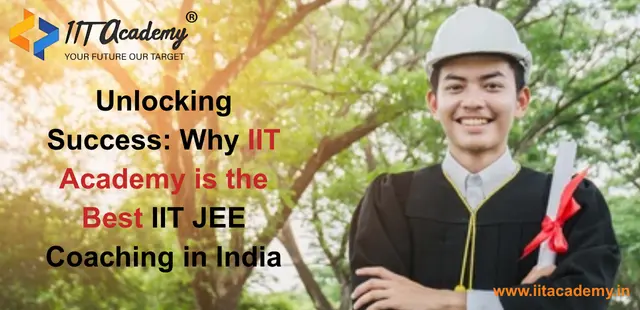 IIT Academy®
YOUR FUTURE OUR TARGET
Unlocking
Success: Why IIT
Academy is the
Best IIT JEE
Coaching in India
www.iitacademy.in